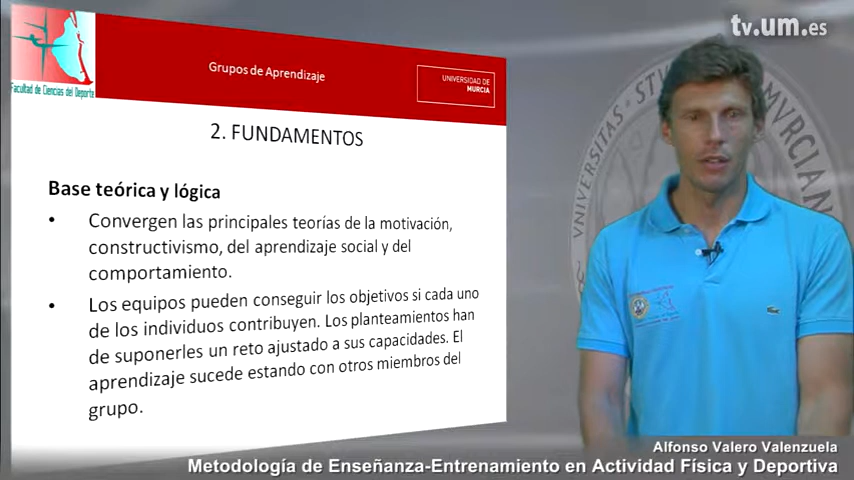 tv.um.es
Facultad de Ciencias del Deporte
Grupos de Aprendizaje
UNIVERSIDAD DE
MURCIA
2. FUNDAMENTOS
Base teórica y lógica
• Convergen las principales teorías de la motivación,
constructivismo, del aprendizaje social y del
comportamiento.
• Los equipos pueden conseguir los objetivos si cada uno
de los individuos contribuyen. Los planteamientos han
de suponerles un reto ajustado a sus capacidades. El
aprendizaje sucede estando con otros miembros del
grupo.
UNIVERSITAS
MVRCIAN
Alfonso Valero Valenzuela
Metodología de Enseñanza-Entrenamiento en Actividad Física y Deportiva